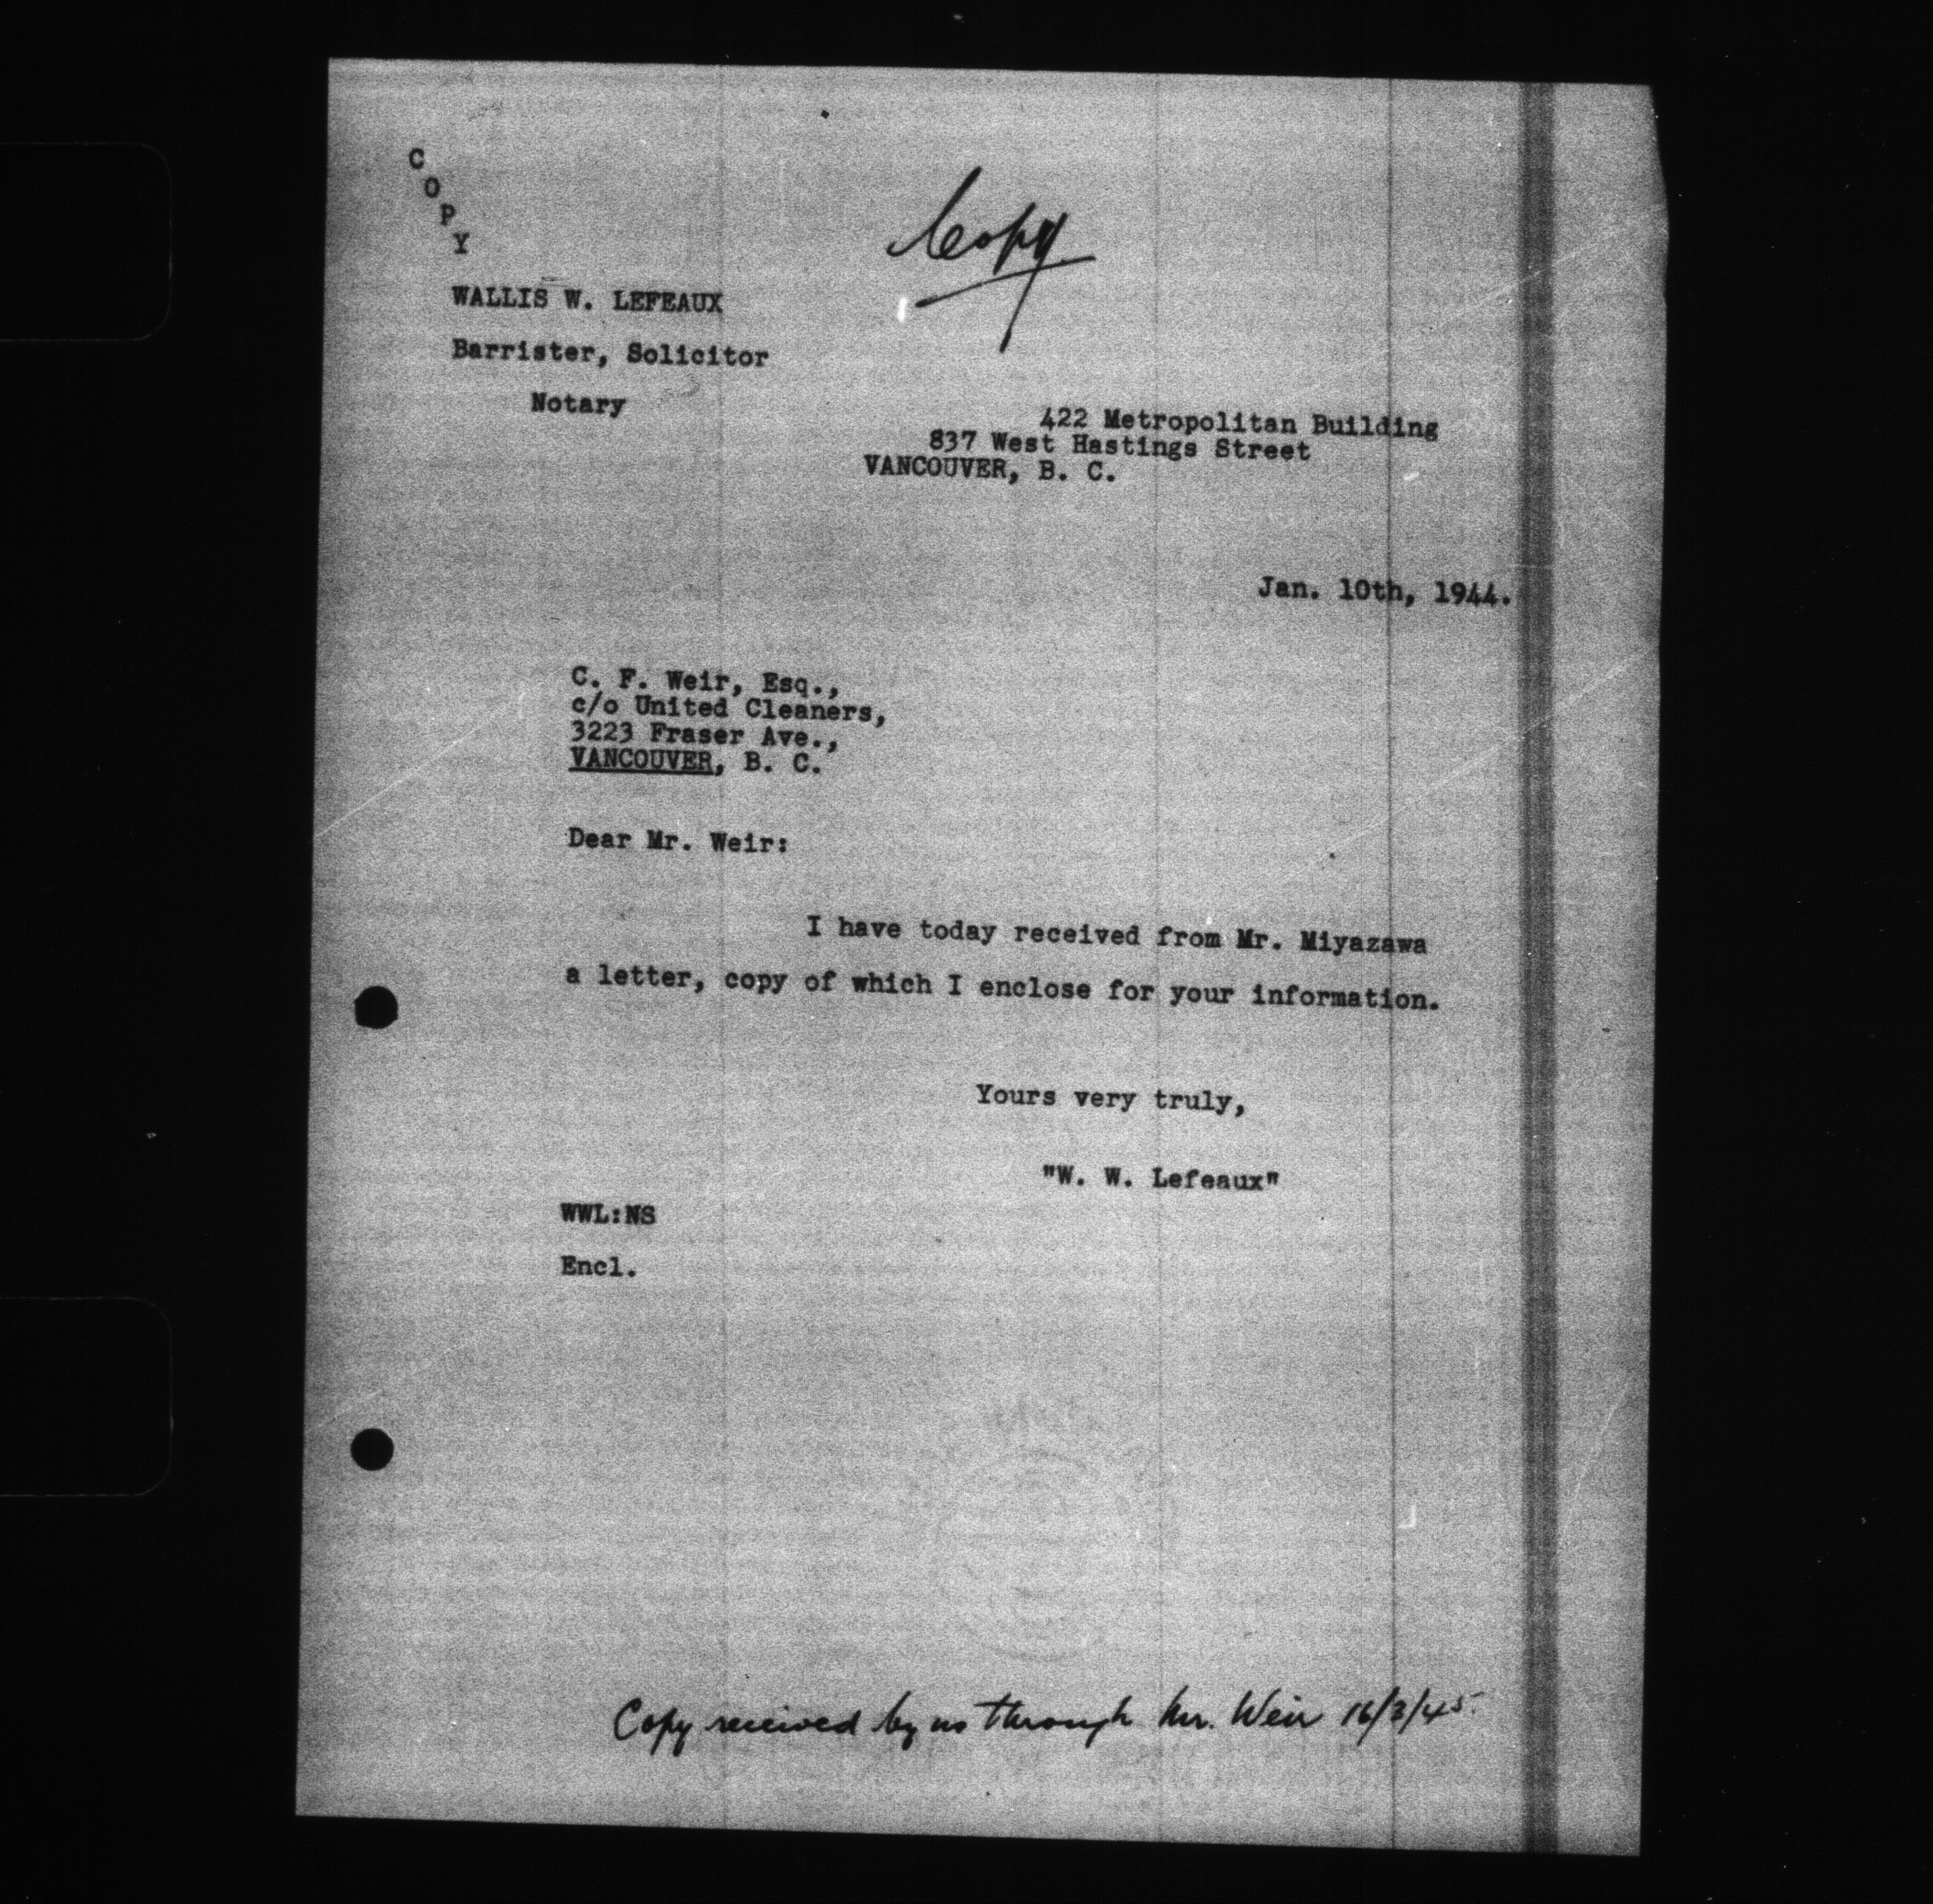 C
O
P
Y
Copy
WALLIS W. LEFEAUX
Barrister, Solicitor
Notary
422 Metropolitan Building
837 West Hastings Street
VANCOUVER, B. C.
Jan. 10th, 1944.
C. F. Weir, Esq.,
c/o United Cleaners,
3223 Fraser Ave.,
VANCOUVER, B. C.
Dear Mr. Weir:
I have today received from Mr. Miyazawa
a letter, copy of which I enclose for your information.
Yours very truly,
"W. W. Lefeaux"
WWL:NS
Encl.
Copy received by us through Mr. Weir 16/3/45.